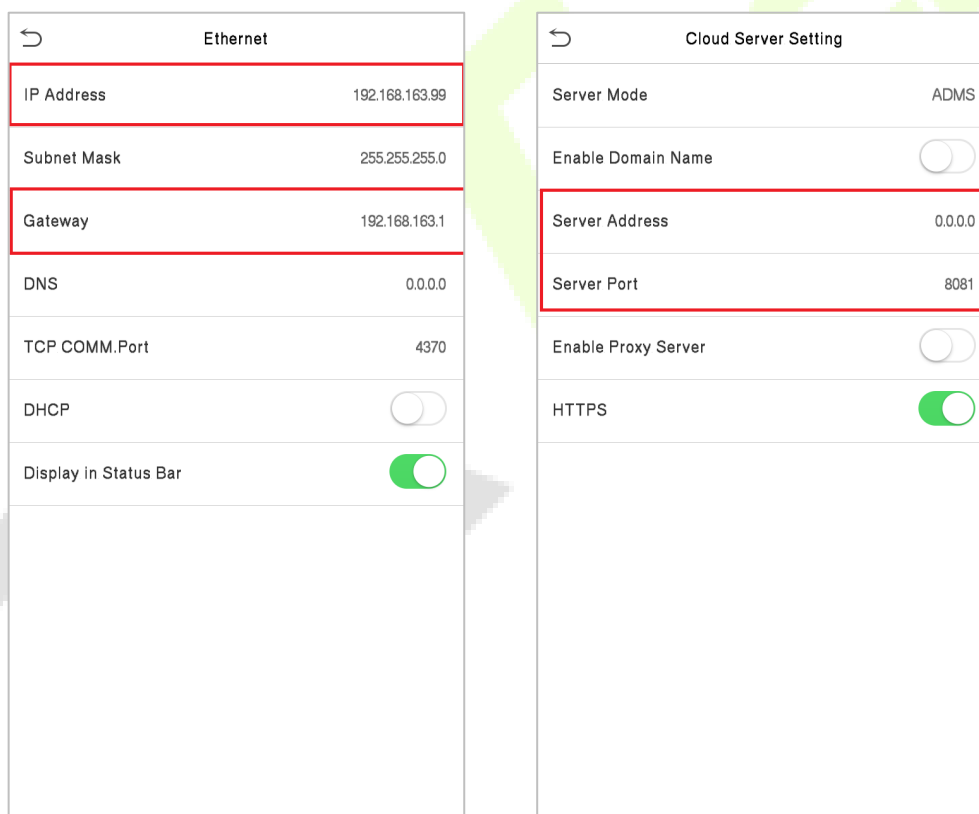 Ethernet
IP Address 192.168.163.99
Subnet Mask 255.255.255.0
Gateway 192.168.163.1
DNS 0.0.0.0
TCP COMM.Port 4370
DHCP
Display in Status Bar
Cloud Server Setting
Server Mode ADMS
Enable Domain Name
Server Address 0.0.0.0
Server Port 8081
Enable Proxy Server
HTTPS